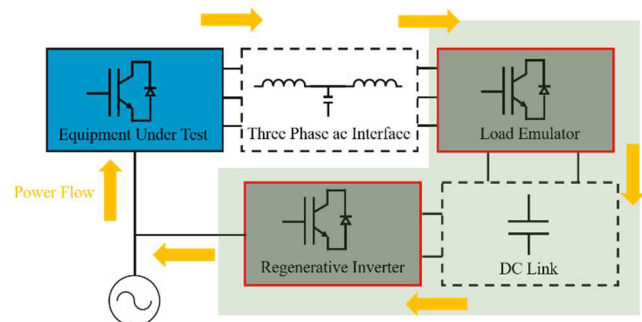 Equipment Under Test
Three Phase ac Interface
Load Emulator
Power Flow
Regenerative Inverter
DC Link